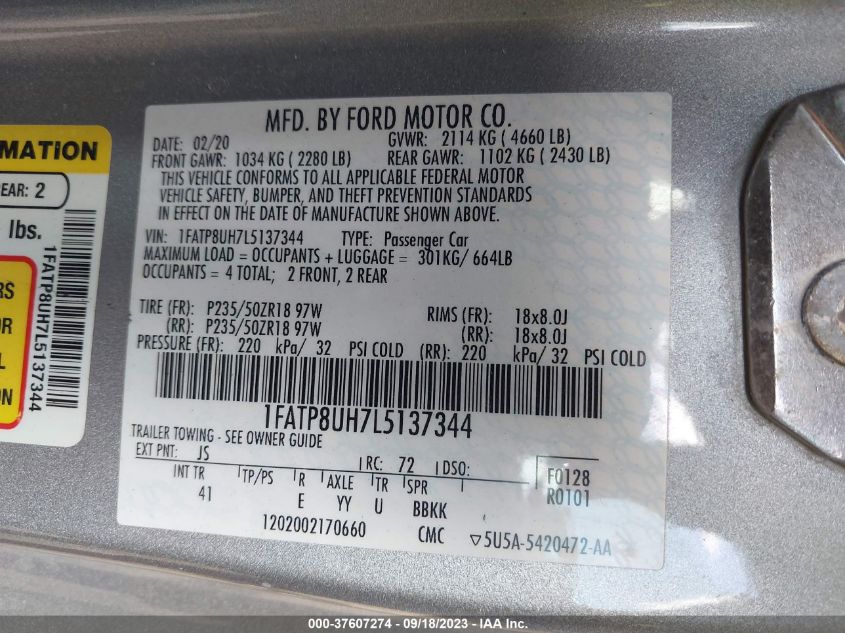 MATION
EAR: 2
lbs.
RS
OR
L
ON
1FATP8UH7L5137344
MFD. BY FORD MOTOR CO.
DATE: 02/20 GVWR: 2114 KG ( 4660 LB)
FRONT GAWR: 1034 KG ( 2280 LB) REAR GAWR: 1102 KG ( 2430 LB)
THIS VEHICLE CONFORMS TO ALL APPLICABLE FEDERAL MOTOR
VEHICLE SAFETY, BUMPER, AND THEFT PREVENTION STANDARDS
IN EFFECT ON THE DATE OF MANUFACTURE SHOWN ABOVE.
VIN: 1FATP8UH7L5137344 TYPE: Passenger Car
MAXIMUM LOAD = OCCUPANTS + LUGGAGE = 301KG/ 664LB
OCCUPANTS = 4 TOTAL; 2 FRONT, 2 REAR
TIRE (FR): P235/50ZR18 97W RIMS (FR): 18x8.0J
(RR): P235/50ZR18 97W (RR): 18x8.0J
PRESSURE (FR): 220 kPa/ 32 PSI COLD (RR): 220 kPa/ 32 PSI COLD
1FATP8UH7L5137344
TRAILER TOWING - SEE OWNER GUIDE
EXT PNT: JS RC: 72 DSO: F0128
INT TR TP/PS R AXLE TR SPR R0101
41 E YY U BBKK
1202002170660 CMC ▽5U5A-5420472-AA
000-37607274 - 09/18/2023 - IAA Inc.